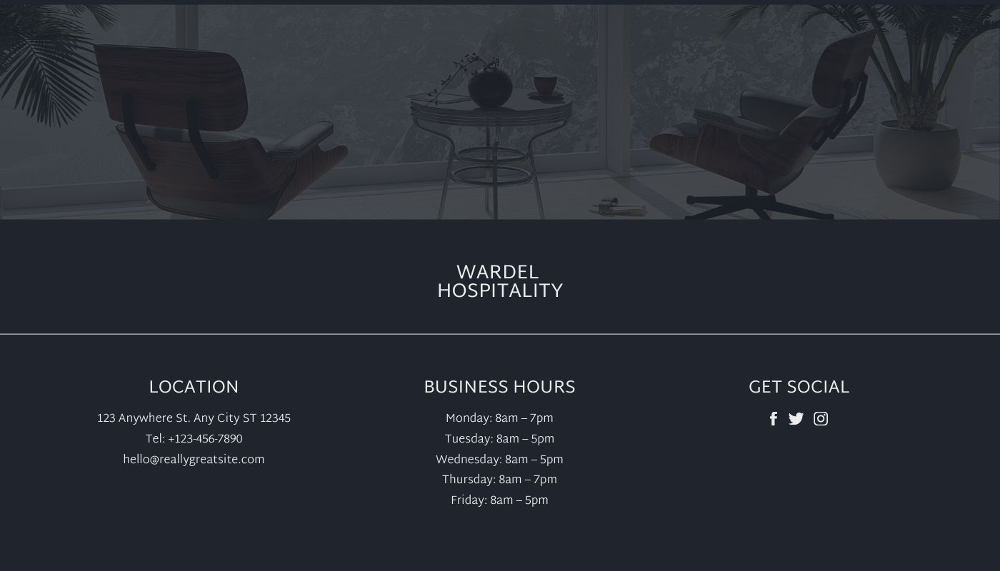 WARDEL
HOSPITALITY
LOCATION
123 Anywhere St. Any City ST 12345
Tel: +123-456-7890
hello@reallygreatsite.com
BUSINESS HOURS
Monday: 8am – 7pm
Tuesday: 8am – 5pm
Wednesday: 8am – 5pm
Thursday: 8am – 7pm
Friday: 8am – 5pm
GET SOCIAL